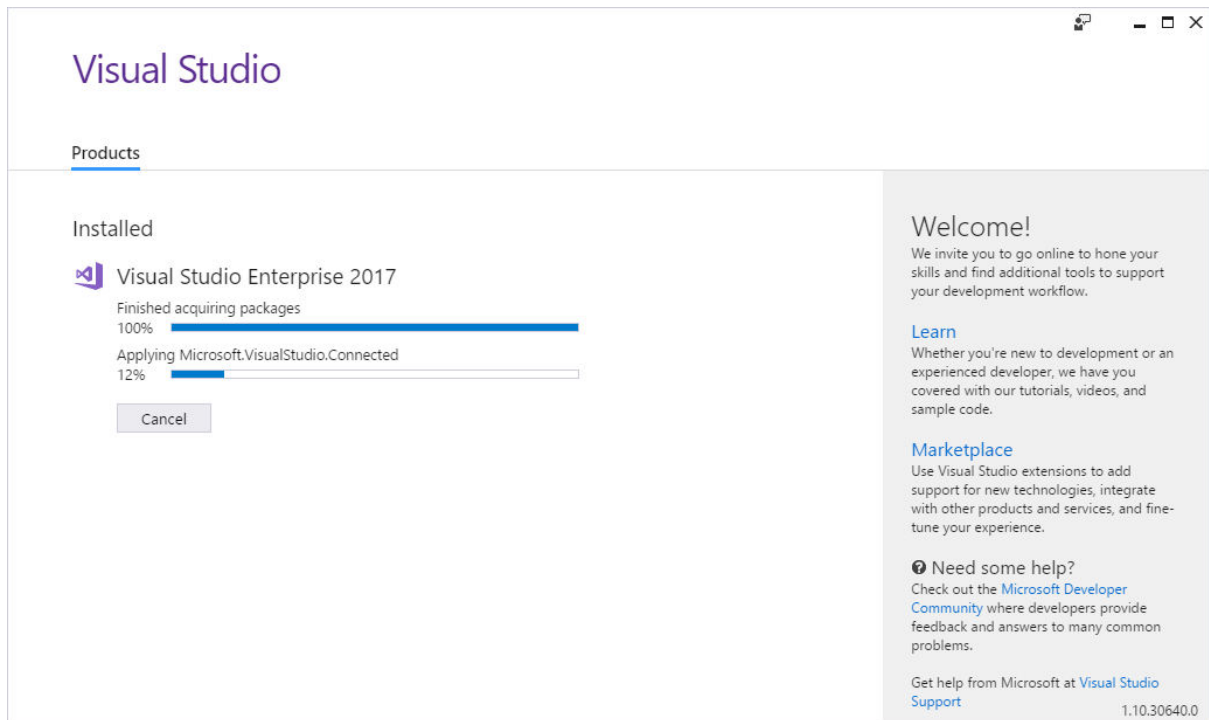 Visual Studio
Products
Installed
Visual Studio Enterprise 2017
Finished acquiring packages
100%
Applying Microsoft.VisualStudio.Connected
12%
Cancel
Welcome!
We invite you to go online to hone your
skills and find additional tools to support
your development workflow.
Learn
Whether you're new to development or an
experienced developer, we have you
covered with our tutorials, videos, and
sample code.
Marketplace
Use Visual Studio extensions to add
support for new technologies, integrate
with other products and services, and fine-
tune your experience.
Need some help?
Check out the Microsoft Developer
Community where developers provide
feedback and answers to many common
problems.
Get help from Microsoft at Visual Studio
Support
1.10.30640.0